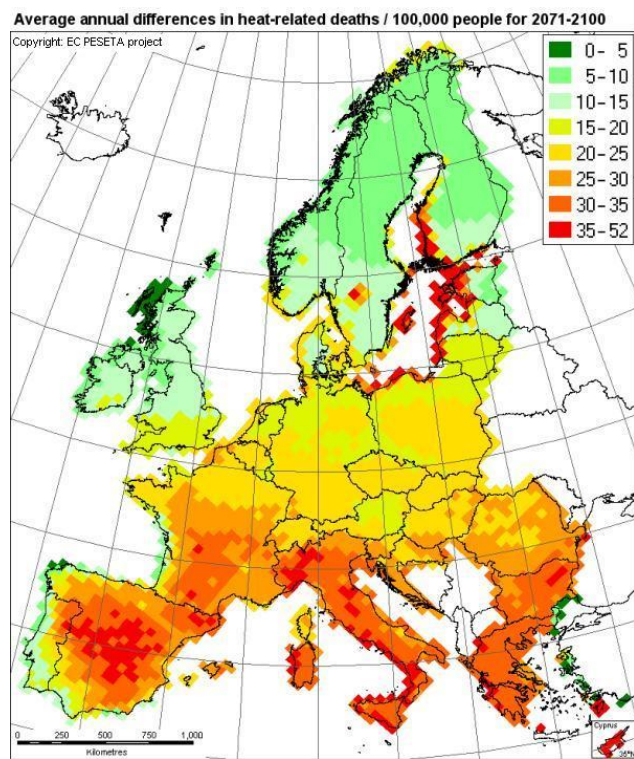 Average annual differences in heat-related deaths / 100,000 people for 2071-2100
Copyright: EC PESETA project
0 - 5
5 - 10
10 - 15
15 - 20
20 - 25
25 - 30
30 - 35
35 - 52
0 250 500 750 1,000
Kilometres
Cyprus
35°N